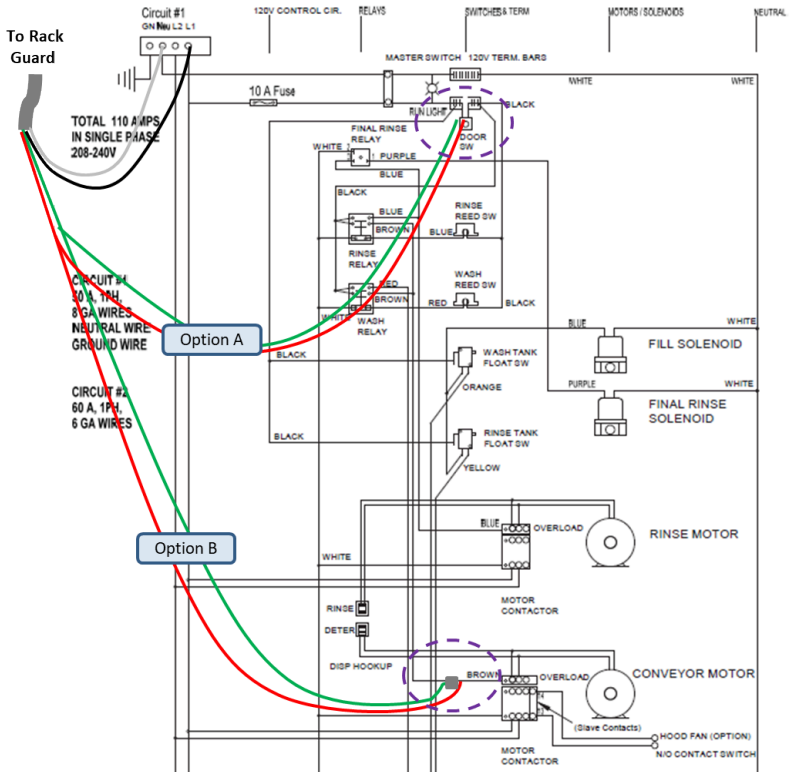 Circuit #1
120V CONTROL CIR.
RELAYS
SWITCHES & TERM
MOTORS / SOLENOIDS
NEUTRAL
GN Neu L2 L1
To Rack
Guard
MASTER SWITCH
120V TERM. BARS
WHITE
WHITE
10 A Fuse
RUN LIGHT
BLACK
TOTAL 110 AMPS
IN SINGLE PHASE
208-240V
FINAL RINSE
RELAY
DOOR
SW
WHITE
2
1
PURPLE
BLUE
BLACK
BLUE
BROWN
RINSE
REED SW
BLUE
RINSE
RELAY
CIRCUIT #1
50 A, 1PH,
8 GA WIRES
NEUTRAL WIRE
GROUND WIRE
RED
BROWN
WASH
REED SW
RED
BLACK
WHITE
WASH
RELAY
Option A
BLUE
WHITE
FILL SOLENOID
BLACK
WASH TANK
FLOAT SW
ORANGE
PURPLE
WHITE
CIRCUIT #2
60 A, 1PH,
6 GA WIRES
FINAL RINSE
SOLENOID
BLACK
RINSE TANK
FLOAT SW
YELLOW
BLUE
OVERLOAD
RINSE MOTOR
Option B
WHITE
MOTOR
CONTACTOR
RINSE
DETER
DISP HOOKUP
BROWN
OVERLOAD
CONVEYOR MOTOR
(Slave Contacts)
HOOD FAN (OPTION)
N/O CONTACT SWITCH
MOTOR
CONTACTOR